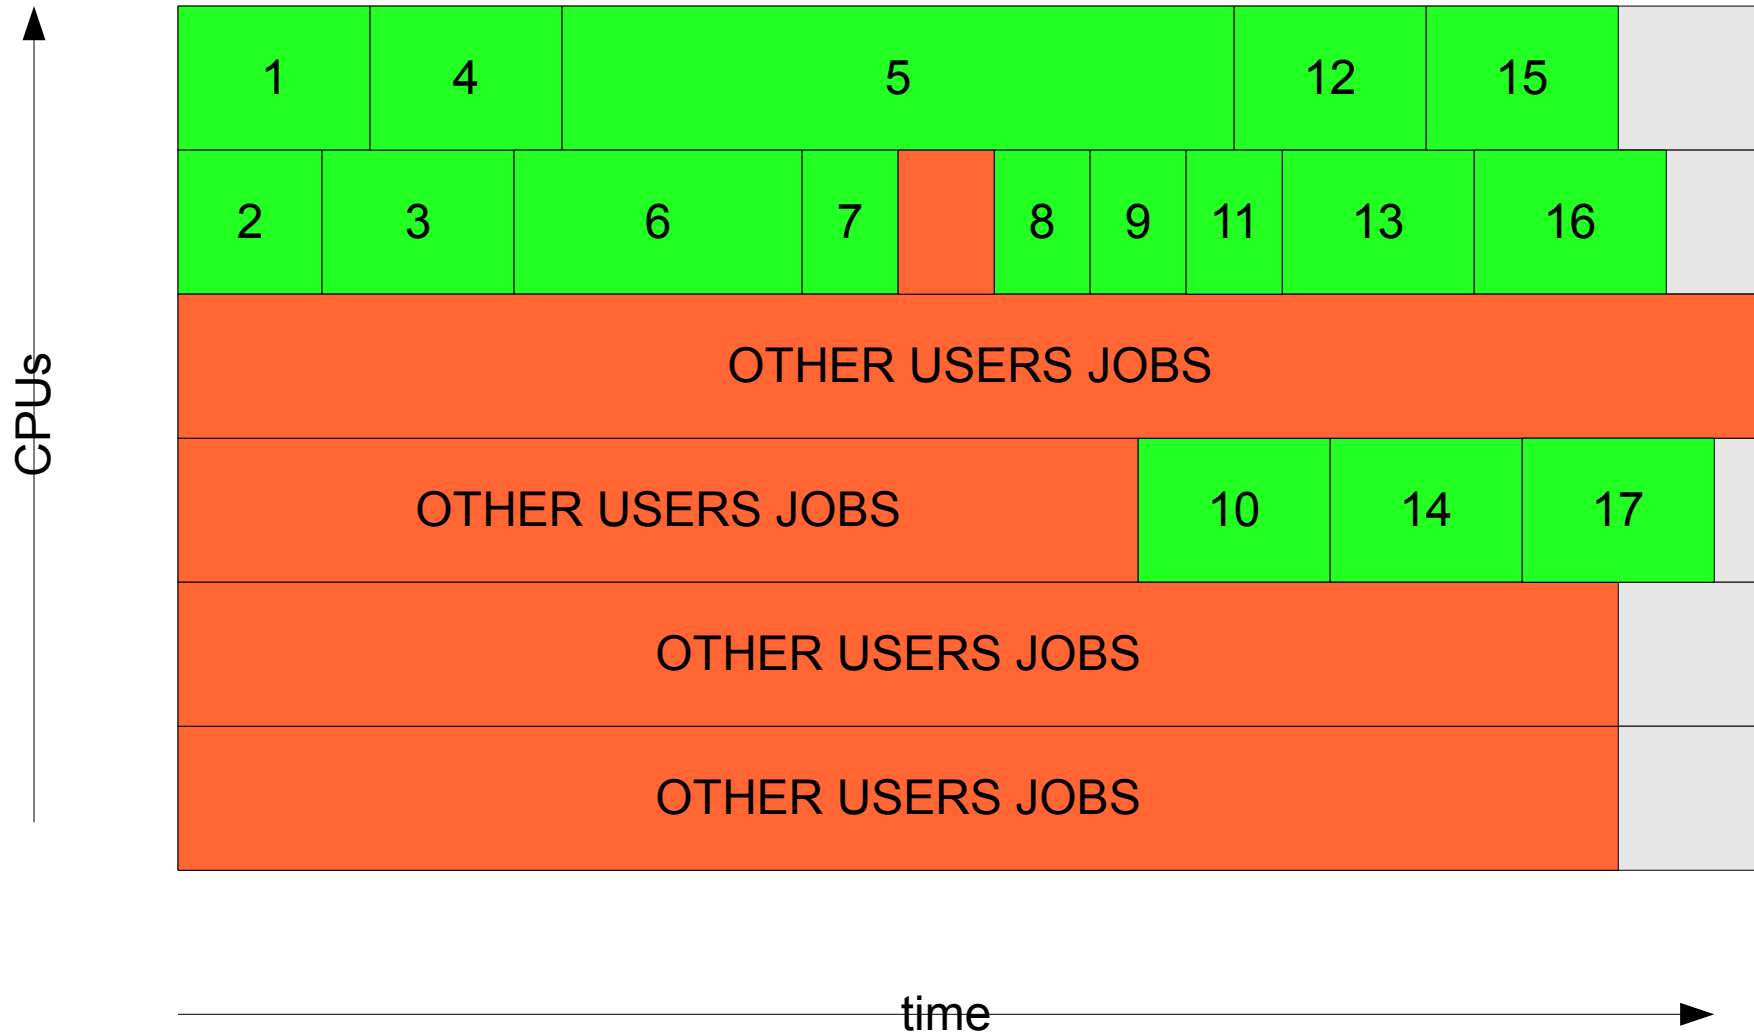 1 4 5 12 15
2 3 6 7 8 9 11 13 16
OTHER USERS JOBS
CPUs
OTHER USERS JOBS 10 14 17
OTHER USERS JOBS
OTHER USERS JOBS
time